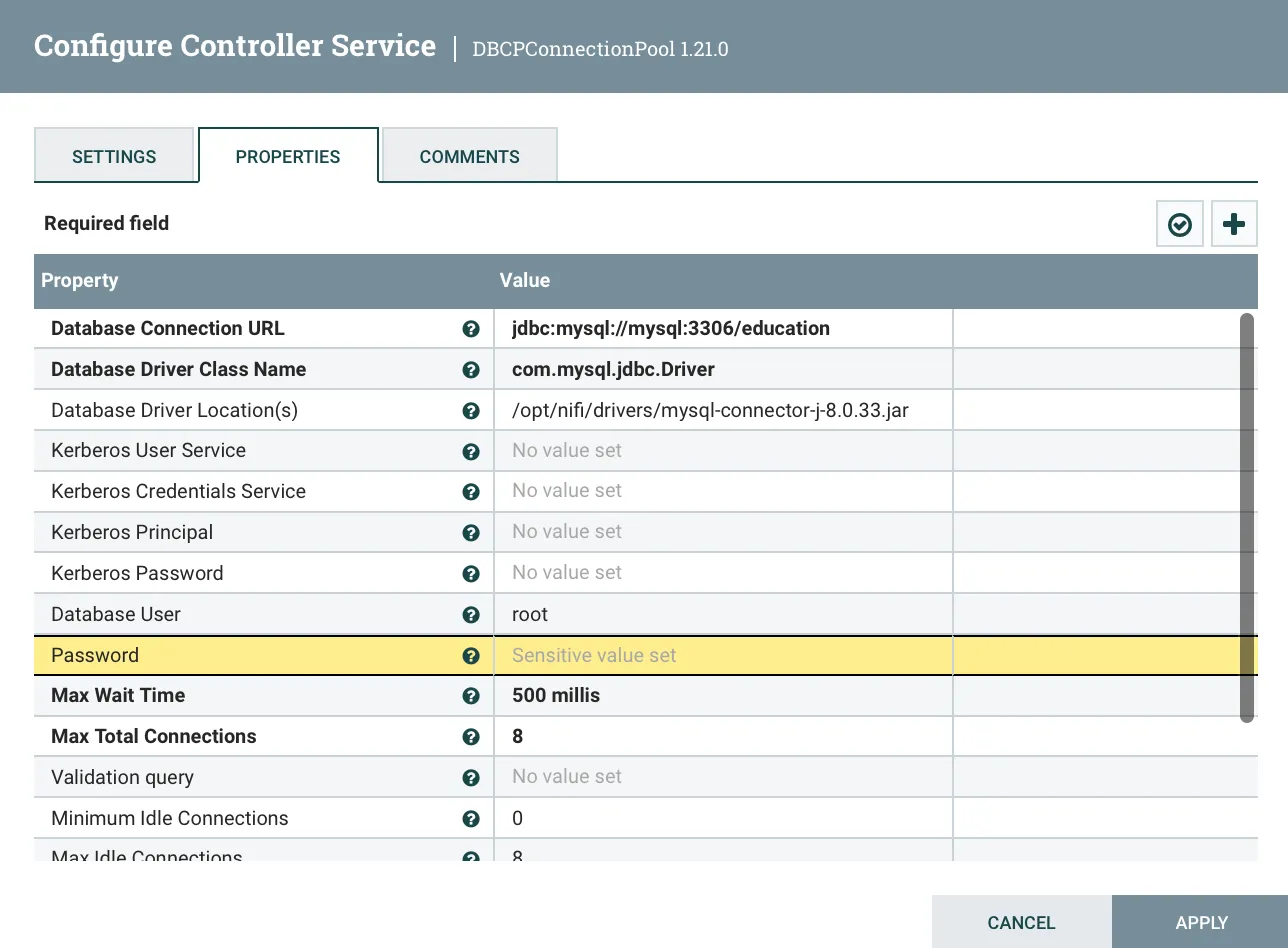 Configure Controller Service | DBCPConnectionPool 1.21.0
SETTINGS PROPERTIES COMMENTS
Required field
Property Value
Database Connection URL jdbc:mysql://mysql:3306/education
Database Driver Class Name com.mysql.jdbc.Driver
Database Driver Location(s) /opt/nifi/drivers/mysql-connector-j-8.0.33.jar
Kerberos User Service No value set
Kerberos Credentials Service No value set
Kerberos Principal No value set
Kerberos Password No value set
Database User root
Password Sensitive value set
Max Wait Time 500 millis
Max Total Connections 8
Validation query No value set
Minimum Idle Connections 0
Max Idle Connections 8
CANCEL APPLY